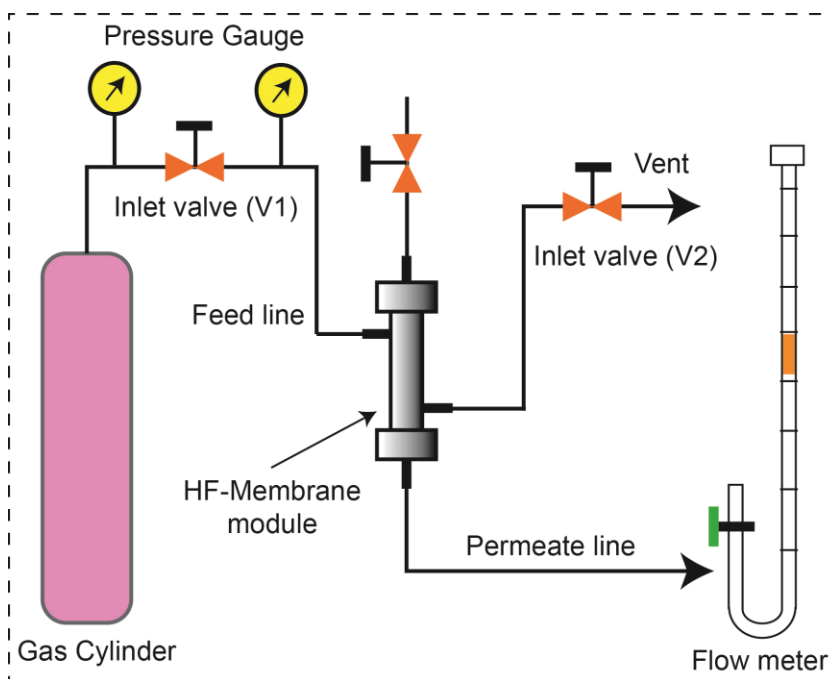 Pressure Gauge
Inlet valve (V1)
Vent
Inlet valve (V2)
Feed line
HF-Membrane
module
Permeate line
Gas Cylinder
Flow meter